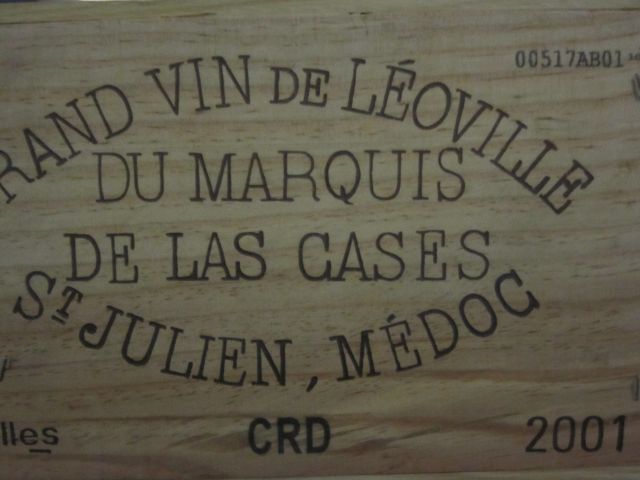 00517AB01
RAND VIN DE LÉOVILLE
DU MARQUIS
DE LAS CASES
ST JULIEN, MÉDOC
lles CRD 2001